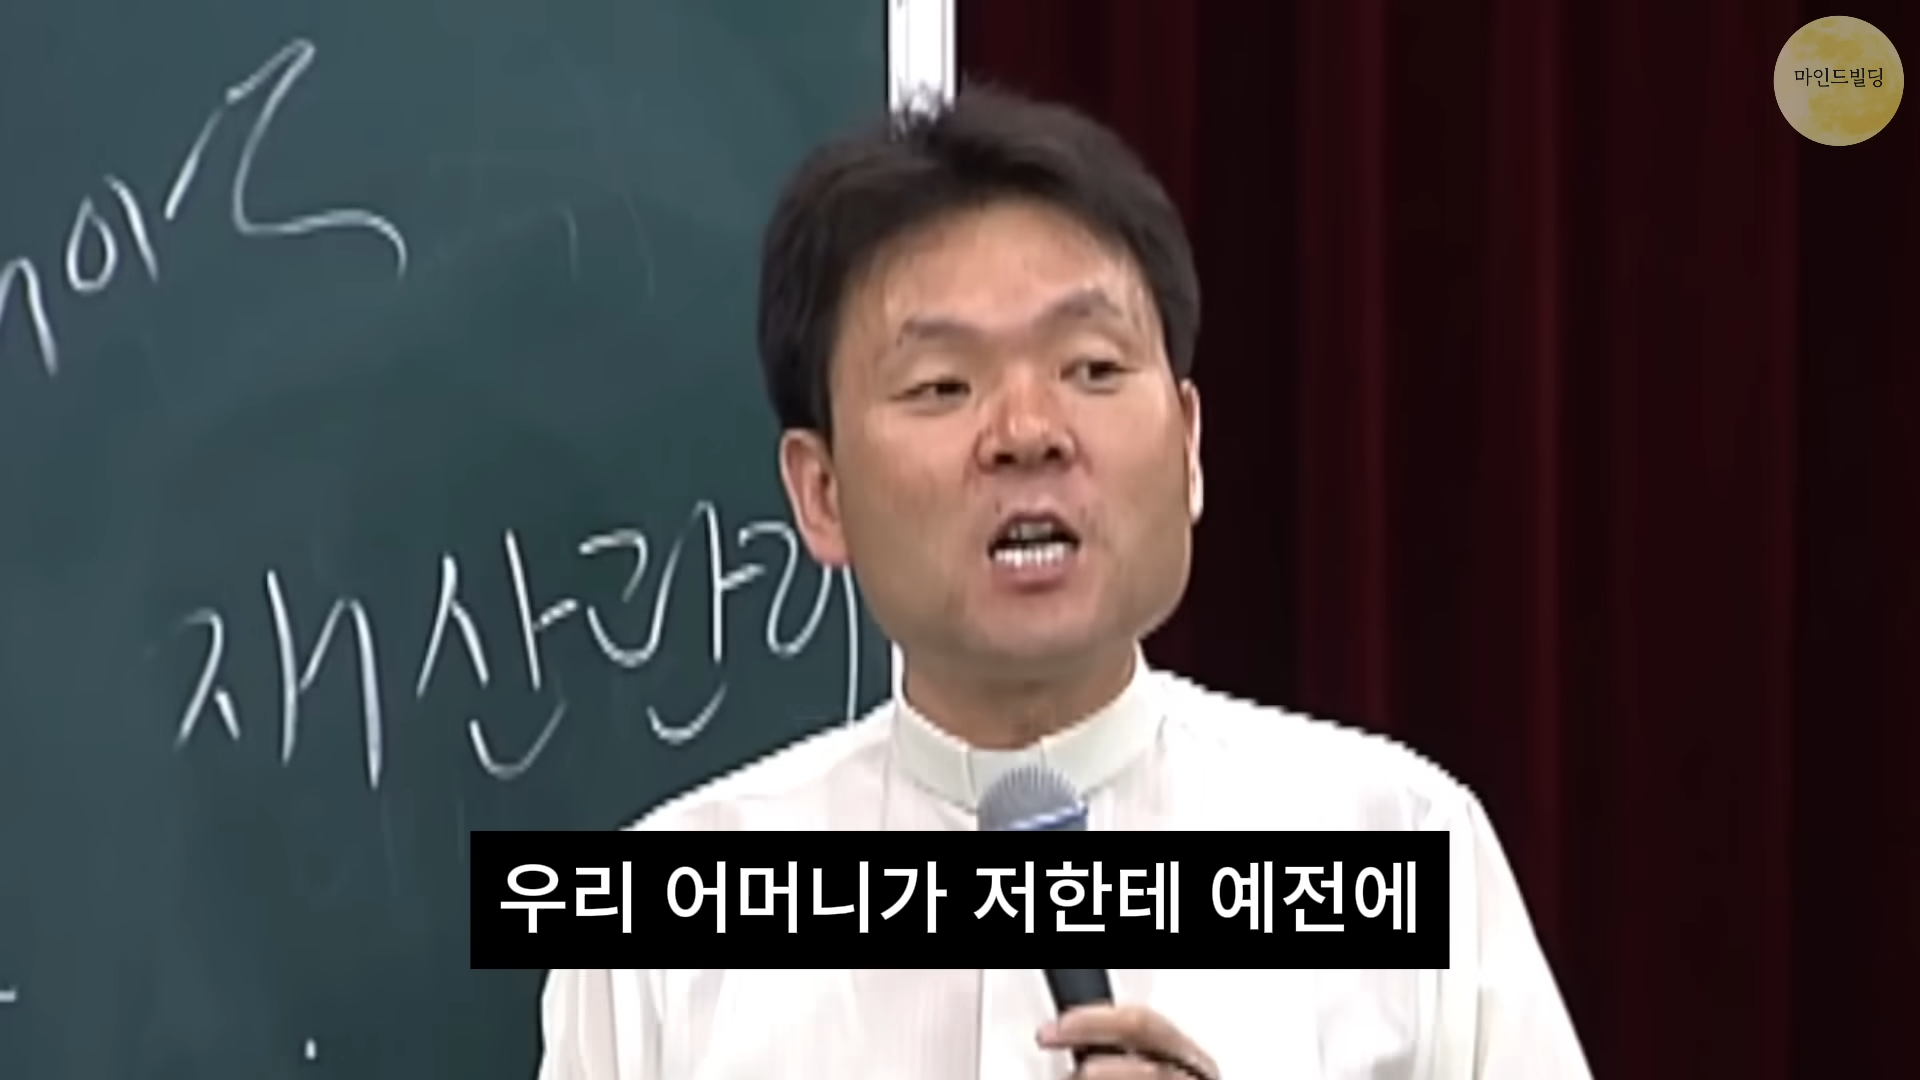 마인드빌딩
재산관리
우리 어머니가 저한테 예전에